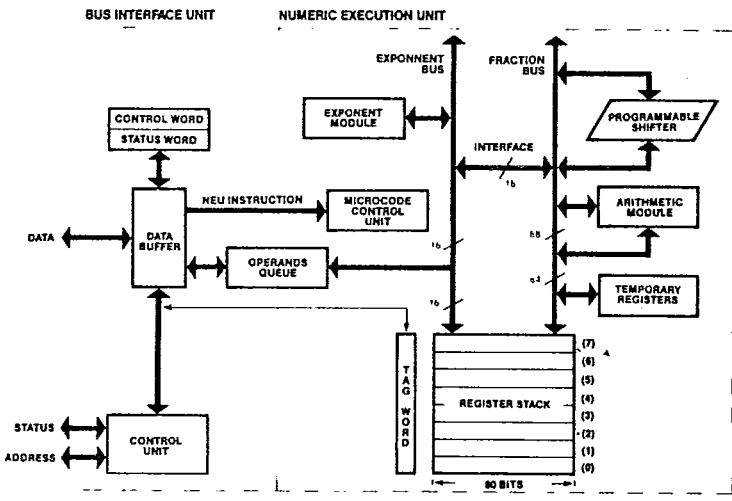 BUS INTERFACE UNIT
NUMERIC EXECUTION UNIT
EXPONNENT
BUS
FRACTION
BUS
CONTROL WORD
STATUS WORD
EXPONENT
MODULE
PROGRAMMABLE
SHIFTER
INTERFACE
16
NEU INSTRUCTION
MICROCODE
CONTROL
UNIT
ARITHMETIC
MODULE
DATA
DATA
BUFFER
16
68
OPERANDS
QUEUE
64
TEMPORARY
REGISTERS
16
TAG WORD
REGISTER STACK
(7)
(6)
(5)
(4)
(3)
(2)
(1)
(0)
STATUS
ADDRESS
CONTROL
UNIT
80 BITS